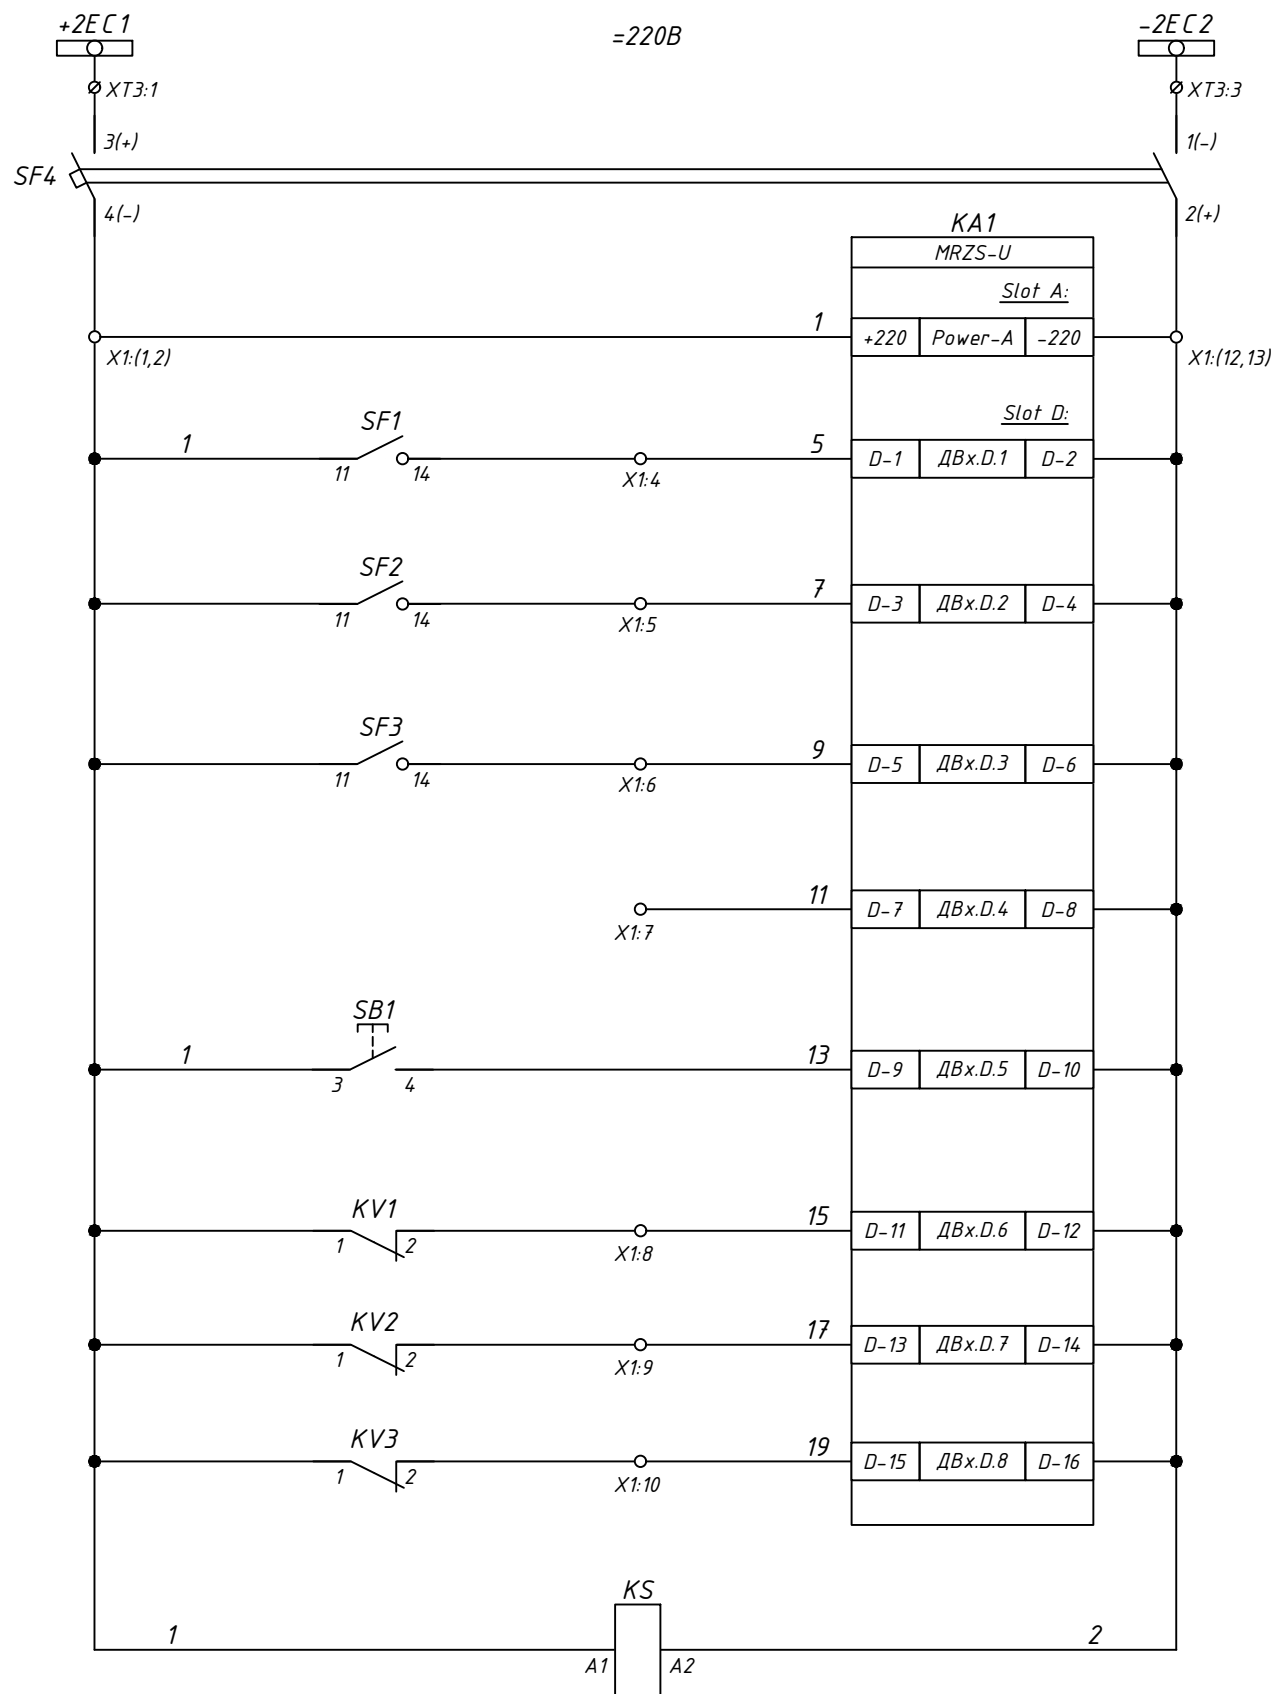 +2EC1 =220В -2EC2
XT3:1 XT3:3
3(+) 1(-)
SF4
4(-) 2(+)
KA1
MRZS-U
Slot A:
1 +220 Power-A -220
X1:(1,2) X1:(12,13)
Slot D:
1 SF1 5 D-1 ДВх.D.1 D-2
11 14 X1:4
SF2 7 D-3 ДВх.D.2 D-4
11 14 X1:5
SF3 9 D-5 ДВх.D.3 D-6
11 14 X1:6
11 D-7 ДВх.D.4 D-8
X1:7
SB1
1 13 D-9 ДВх.D.5 D-10
3 4
KV1 15 D-11 ДВх.D.6 D-12
1 2 X1:8
KV2 17 D-13 ДВх.D.7 D-14
1 2 X1:9
KV3 19 D-15 ДВх.D.8 D-16
1 2 X1:10
KS
1 2
A1 A2